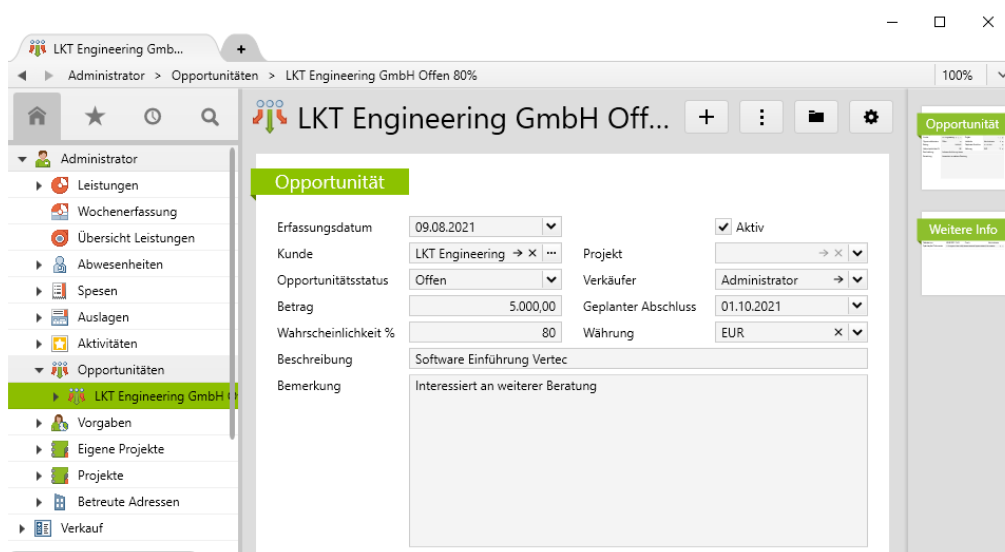 LKT Engineering Gmb...
Administrator > Opportunitäten > LKT Engineering GmbH Offen 80%
100%
LKT Engineering GmbH Off...
Administrator
Leistungen
Wochenerfassung
Übersicht Leistungen
Abwesenheiten
Spesen
Auslagen
Aktivitäten
Opportunitäten
LKT Engineering GmbH
Vorgaben
Eigene Projekte
Projekte
Betreute Adressen
Verkauf
Opportunität
Erfassungsdatum 09.08.2021 Aktiv
Kunde LKT Engineering Projekt
Opportunitätsstatus Offen Verkäufer Administrator
Betrag 5.000,00 Geplanter Abschluss 01.10.2021
Wahrscheinlichkeit % 80 Währung EUR
Beschreibung Software Einführung Vertec
Bemerkung Interessiert an weiterer Beratung
Opportunität
Weitere Info